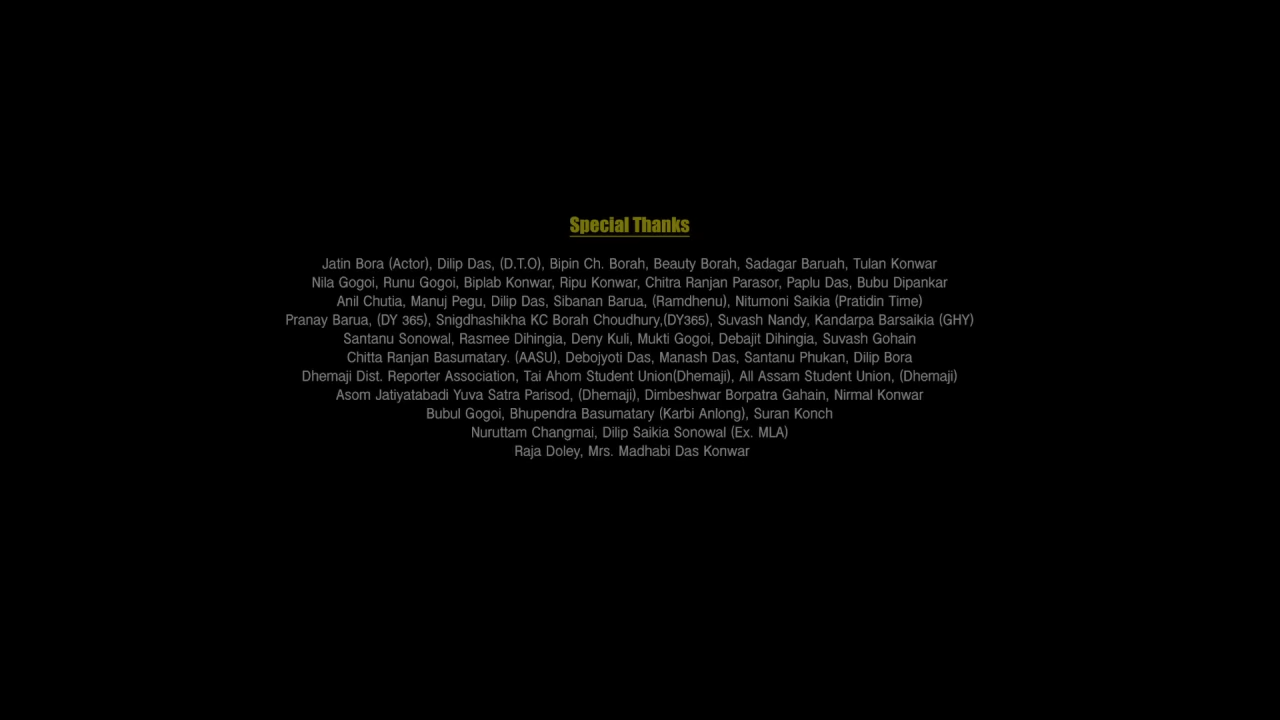 Special Thanks
Jatin Bora (Actor), Dilip Das, (D.T.O), Bipin Ch. Borah, Beauty Borah, Sadagar Baruah, Tulan Konwar
Nila Gogoi, Runu Gogoi, Biplab Konwar, Ripu Konwar, Chitra Ranjan Parasor, Paplu Das, Bubu Dipankar
Anil Chutia, Manuj Pegu, Dilip Das, Sibanan Barua, (Ramdhenu), Nitumoni Saikia (Pratidin Time)
Pranay Barua, (DY 365), Snigdhashikha KC Borah Choudhury,(DY365), Suvash Nandy, Kandarpa Barsaikia (GHY)
Santanu Sonowal, Rasmee Dihingia, Deny Kuli, Mukti Gogoi, Debajit Dihingia, Suvash Gohain
Chitta Ranjan Basumatary. (AASU), Debojyoti Das, Manash Das, Santanu Phukan, Dilip Bora
Dhemaji Dist. Reporter Association, Tai Ahom Student Union(Dhemaji), All Assam Student Union, (Dhemaji)
Asom Jatiyatabadi Yuva Satra Parisod, (Dhemaji), Dimbeshwar Borpatra Gahain, Nirmal Konwar
Bubul Gogoi, Bhupendra Basumatary (Karbi Anlong), Suran Konch
Nuruttam Changmai, Dilip Saikia Sonowal (Ex. MLA)
Raja Doley, Mrs. Madhabi Das Konwar